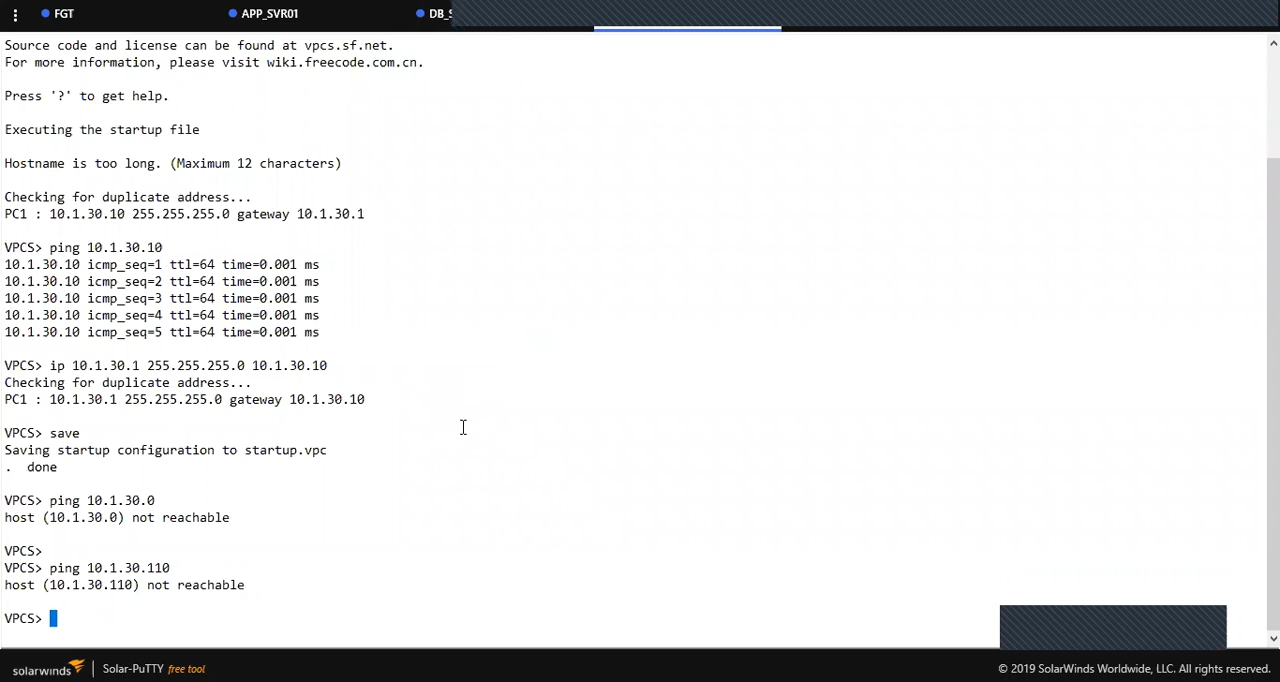 FGT
APP_SVR01
DB_S
Source code and license can be found at vpcs.sf.net.
For more information, please visit wiki.freecode.com.cn.
Press '?' to get help.
Executing the startup file
Hostname is too long. (Maximum 12 characters)
Checking for duplicate address...
PC1 : 10.1.30.10 255.255.255.0 gateway 10.1.30.1
VPCS> ping 10.1.30.10
10.1.30.10 icmp_seq=1 ttl=64 time=0.001 ms
10.1.30.10 icmp_seq=2 ttl=64 time=0.001 ms
10.1.30.10 icmp_seq=3 ttl=64 time=0.001 ms
10.1.30.10 icmp_seq=4 ttl=64 time=0.001 ms
10.1.30.10 icmp_seq=5 ttl=64 time=0.001 ms
VPCS> ip 10.1.30.1 255.255.255.0 10.1.30.10
Checking for duplicate address...
PC1 : 10.1.30.1 255.255.255.0 gateway 10.1.30.10
VPCS> save
Saving startup configuration to startup.vpc
.  done
VPCS> ping 10.1.30.0
host (10.1.30.0) not reachable
VPCS>
VPCS> ping 10.1.30.110
host (10.1.30.110) not reachable
VPCS>
solarwinds
Solar-PuTTY free tool
© 2019 SolarWinds Worldwide, LLC. All rights reserved.